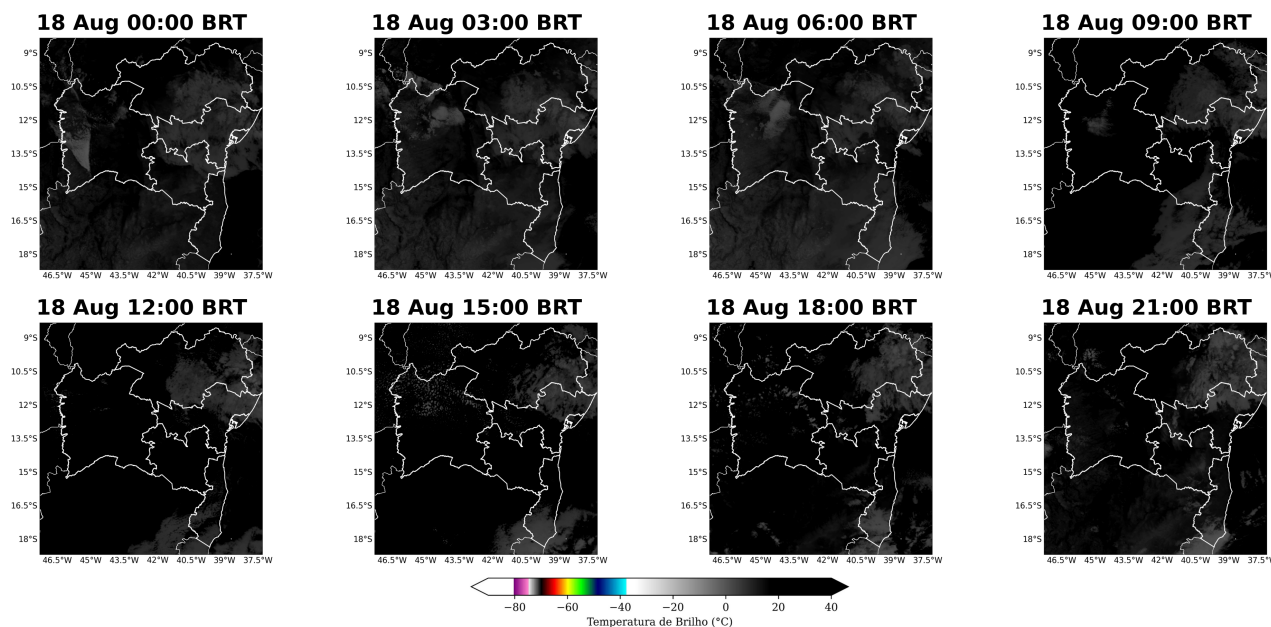 18 Aug 00:00 BRT 18 Aug 03:00 BRT 18 Aug 06:00 BRT 18 Aug 09:00 BRT
9°S 9°S 9°S 9°S
10.5°S 10.5°S 10.5°S 10.5°S
12°S 12°S 12°S 12°S
13.5°S 13.5°S 13.5°S 13.5°S
15°S 15°S 15°S 15°S
16.5°S 16.5°S 16.5°S 16.5°S
18°S 18°S 18°S 18°S
46.5°W 45°W 43.5°W 42°W 40.5°W 39°W 37.5°W 46.5°W 45°W 43.5°W 42°W 40.5°W 39°W 37.5°W 46.5°W 45°W 43.5°W 42°W 40.5°W 39°W 37.5°W 46.5°W 45°W 43.5°W 42°W 40.5°W 39°W 37.5°W
18 Aug 12:00 BRT 18 Aug 15:00 BRT 18 Aug 18:00 BRT 18 Aug 21:00 BRT
9°S 9°S 9°S 9°S
10.5°S 10.5°S 10.5°S 10.5°S
12°S 12°S 12°S 12°S
13.5°S 13.5°S 13.5°S 13.5°S
15°S 15°S 15°S 15°S
16.5°S 16.5°S 16.5°S 16.5°S
18°S 18°S 18°S 18°S
46.5°W 45°W 43.5°W 42°W 40.5°W 39°W 37.5°W 46.5°W 45°W 43.5°W 42°W 40.5°W 39°W 37.5°W 46.5°W 45°W 43.5°W 42°W 40.5°W 39°W 37.5°W 46.5°W 45°W 43.5°W 42°W 40.5°W 39°W 37.5°W
−80 −60 −40 −20 0 20 40
Temperatura de Brilho (°C)